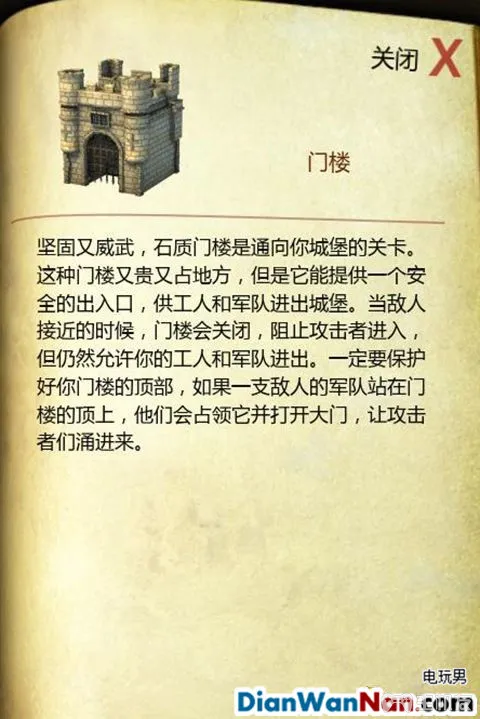 关闭 X
门楼
坚固又威武，石质门楼是通向你城堡的关卡。
这种门楼又贵又占地方，但是它能提供一个安
全的出入口，供工人和军队进出城堡。当敌人
接近的时候，门楼会关闭，阻止攻击者进入，
但仍然允许你的工人和军队进出。一定要保护
好你门楼的顶部，如果一支敌人的军队站在门
楼的顶上，他们会占领它并打开大门，让攻击
者们涌进来。
电玩男
DianWanNan.com